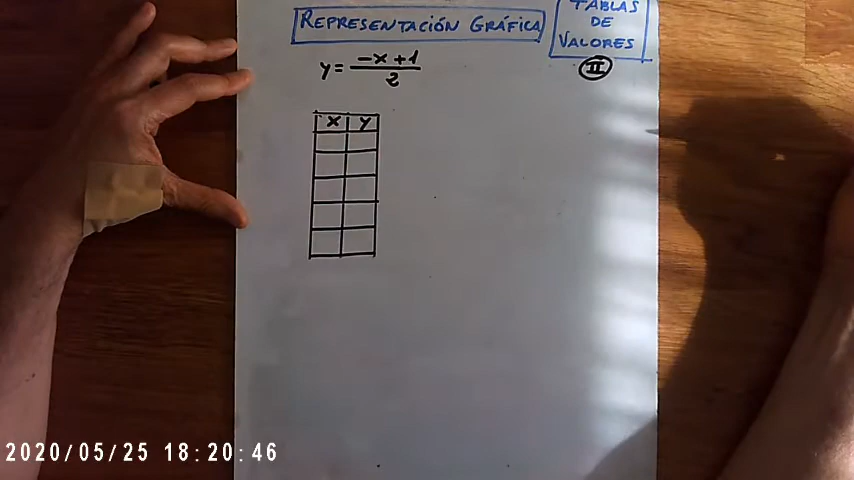 REPRESENTACIÓN GRÁFICA
TABLAS
DE
VALORES
II
y = -x + 1
2
x y
2020/05/25 18:20:46